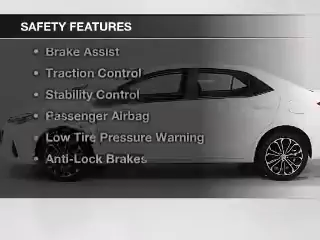 SAFETY FEATURES
• Brake Assist
• Traction Control
• Stability Control
• Passenger Airbag
• Low Tire Pressure Warning
• Anti-Lock Brakes